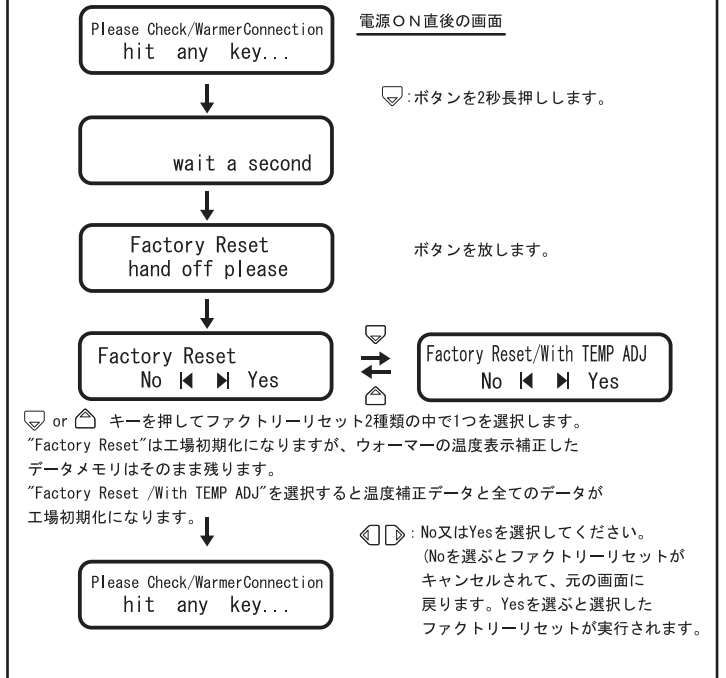 Please Check/WarmerConnection
hit any key...
電源ON直後の画面
:ボタンを2秒長押しします。
wait a second
Factory Reset
hand off please
ボタンを放します。
Factory Reset
No Yes
Factory Reset/With TEMP ADJ
No Yes
or キーを押してファクトリーリセット2種類の中で1つを選択します。
"Factory Reset"は工場初期化になりますが、ウォーマーの温度表示補正した
データメモリはそのまま残ります。
"Factory Reset /With TEMP ADJ"を選択すると温度補正データと全てのデータが
工場初期化になります。
:No又はYesを選択してください。
(Noを選ぶとファクトリーリセットが
キャンセルされて、元の画面に
戻ります。Yesを選ぶと選択した
ファクトリーリセットが実行されます。
Please Check/WarmerConnection
hit any key...